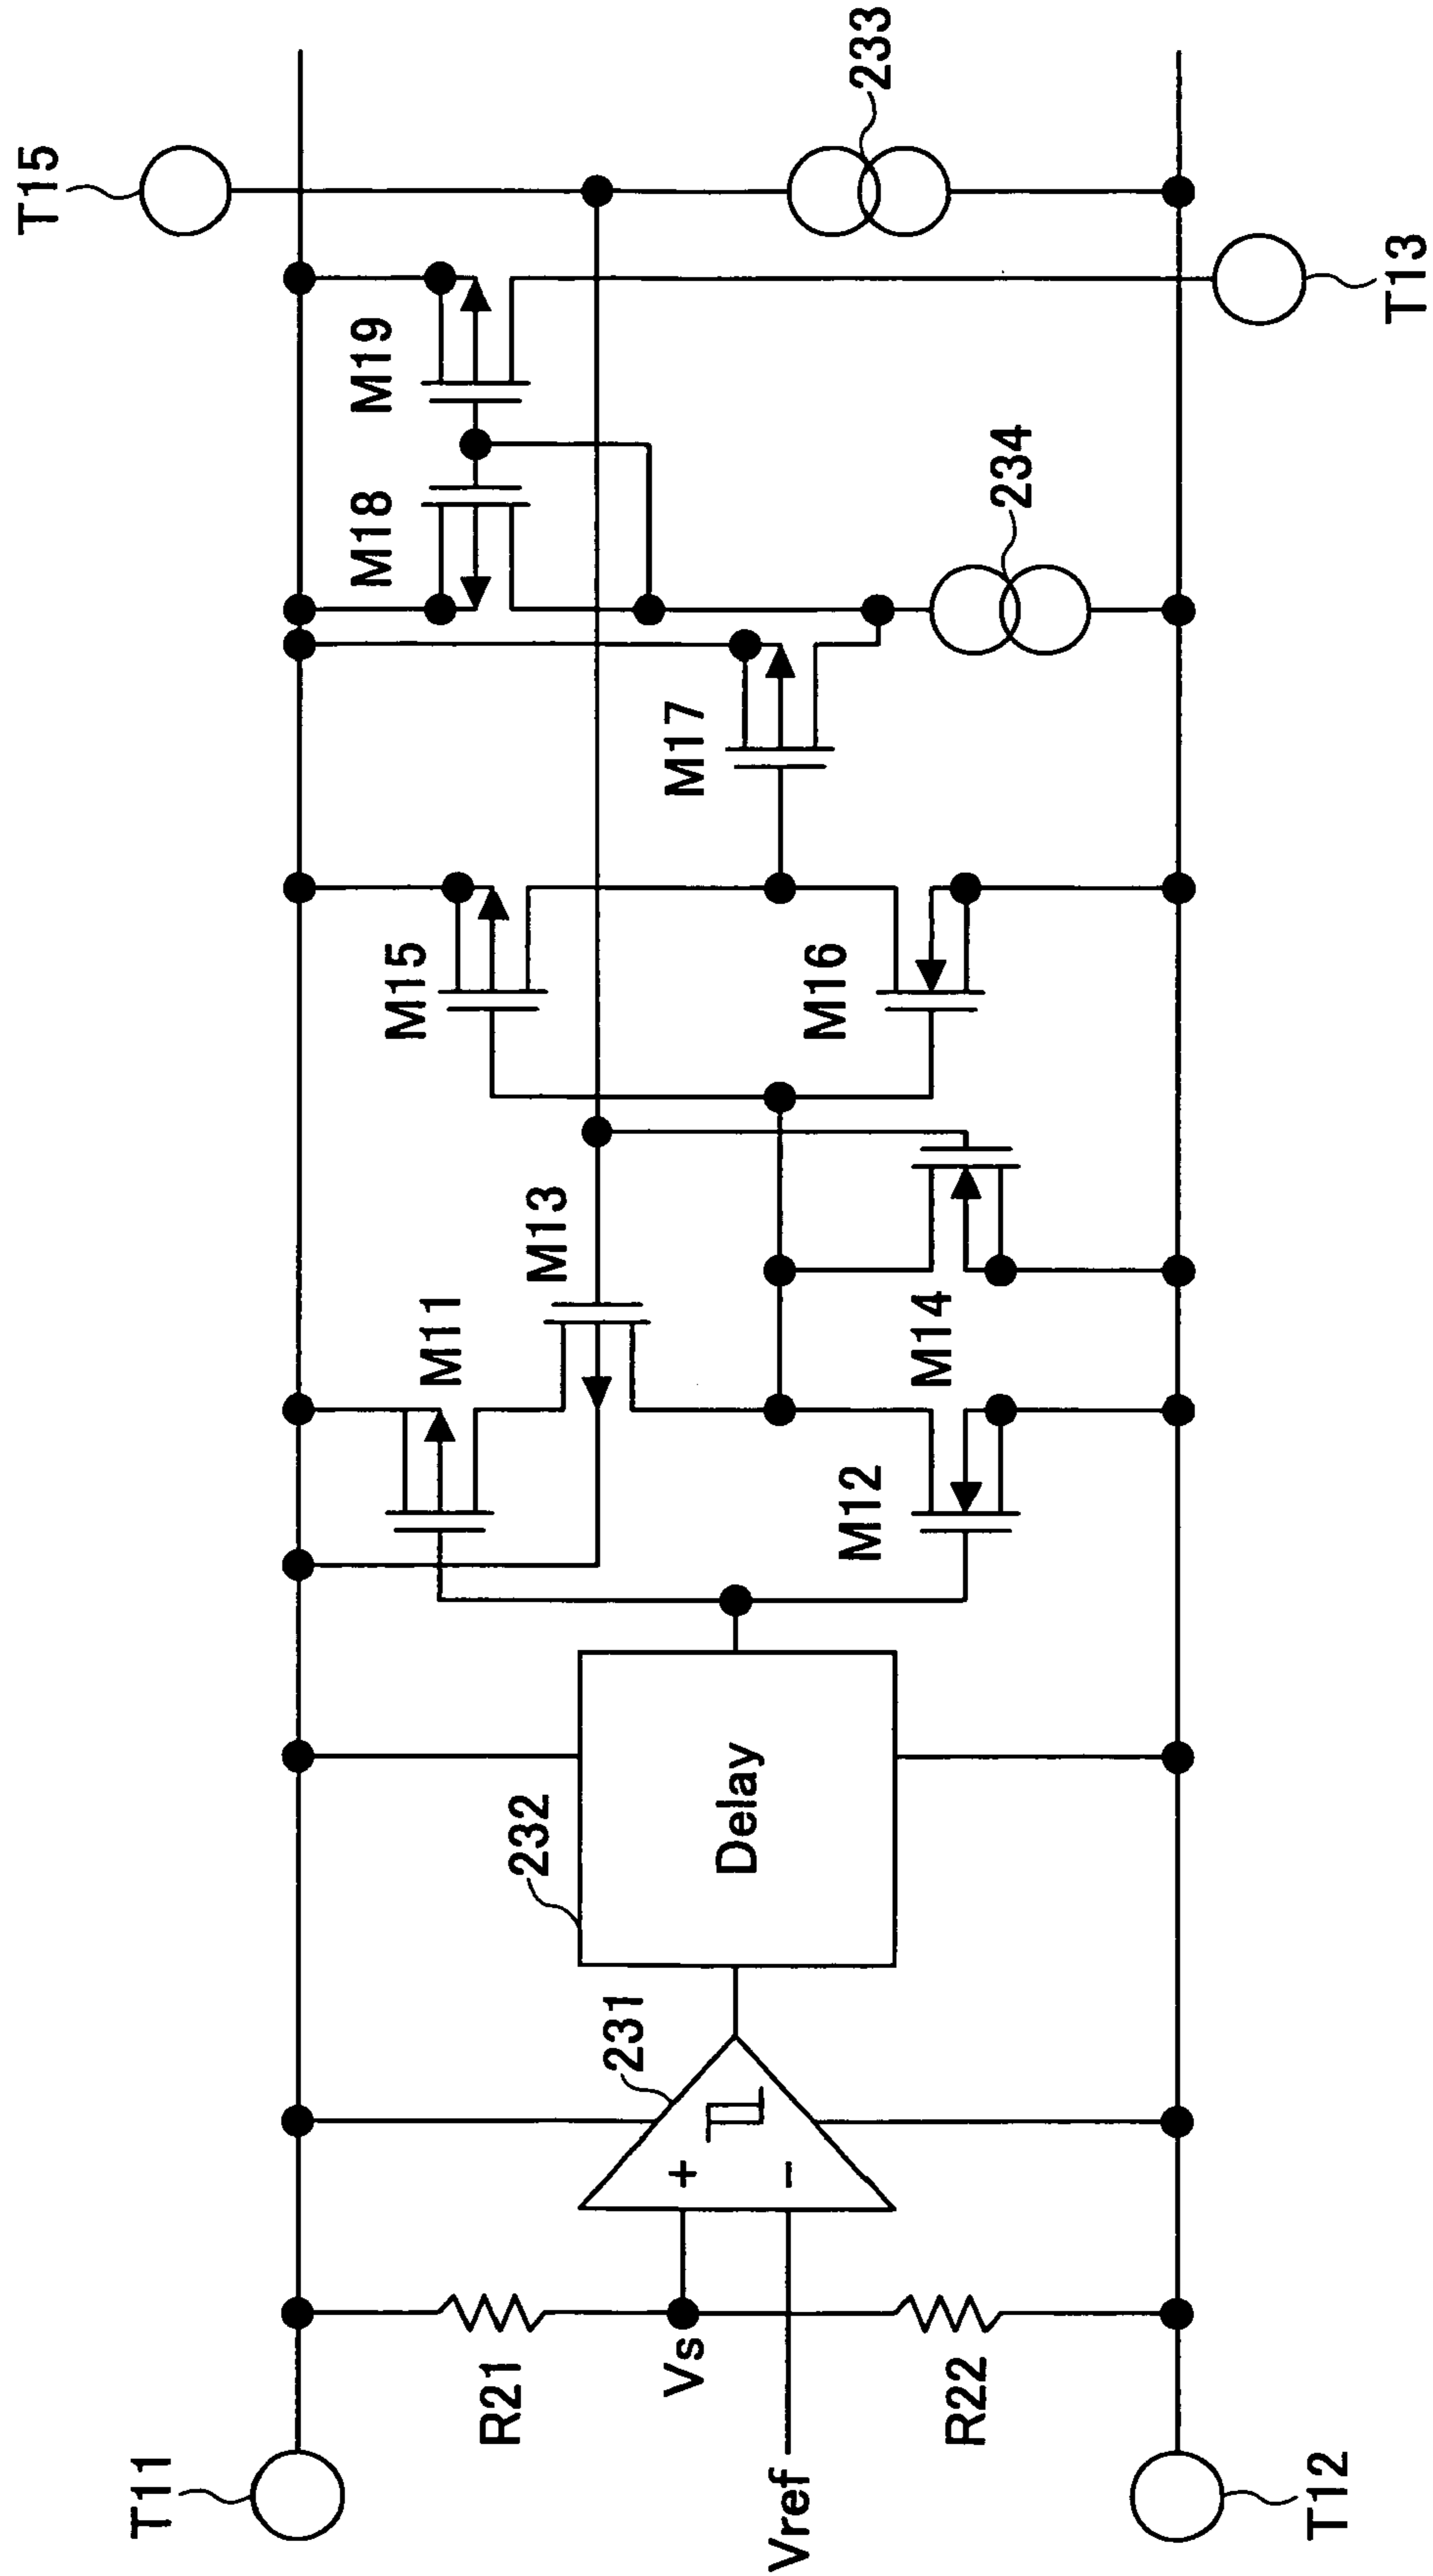 T11
T12
R21
R22
Vs
Vref
+
-
231
232
Delay
M11
M12
M13
M14
M15
M16
M17
M18
M19
234
233
T15
T13